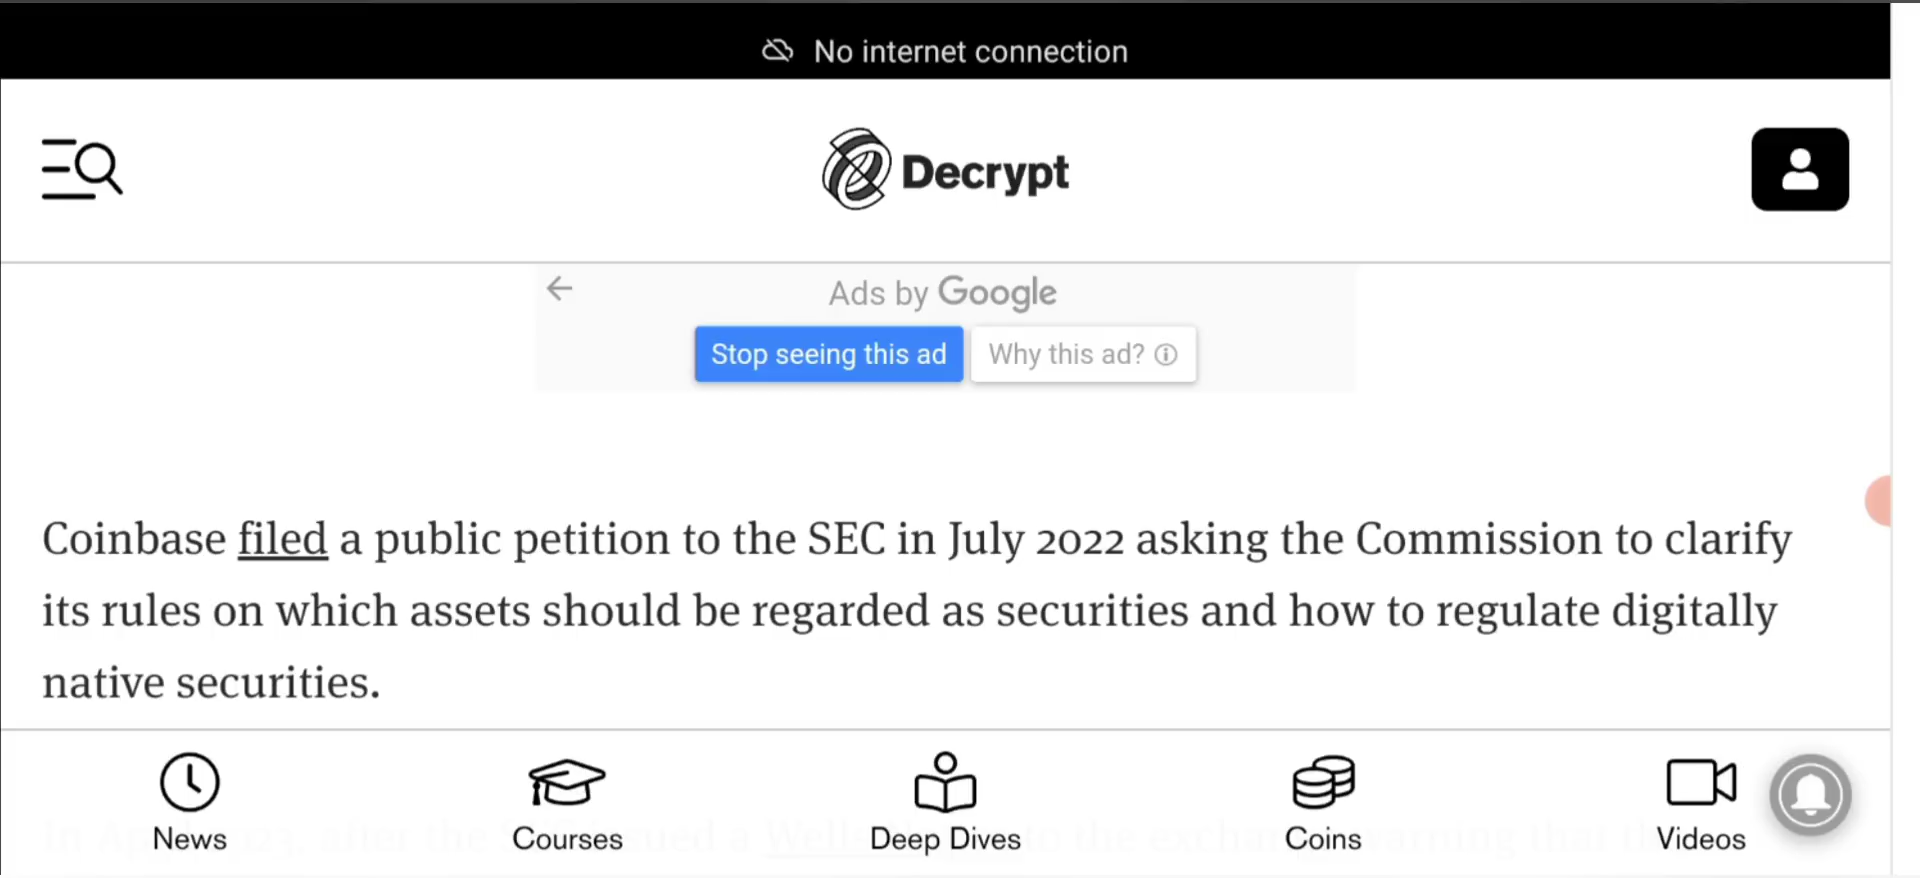 No internet connection
Decrypt
Ads by Google
Stop seeing this ad
Why this ad?
Coinbase filed a public petition to the SEC in July 2022 asking the Commission to clarify
its rules on which assets should be regarded as securities and how to regulate digitally
native securities.
News
Courses
Deep Dives
Coins
Videos